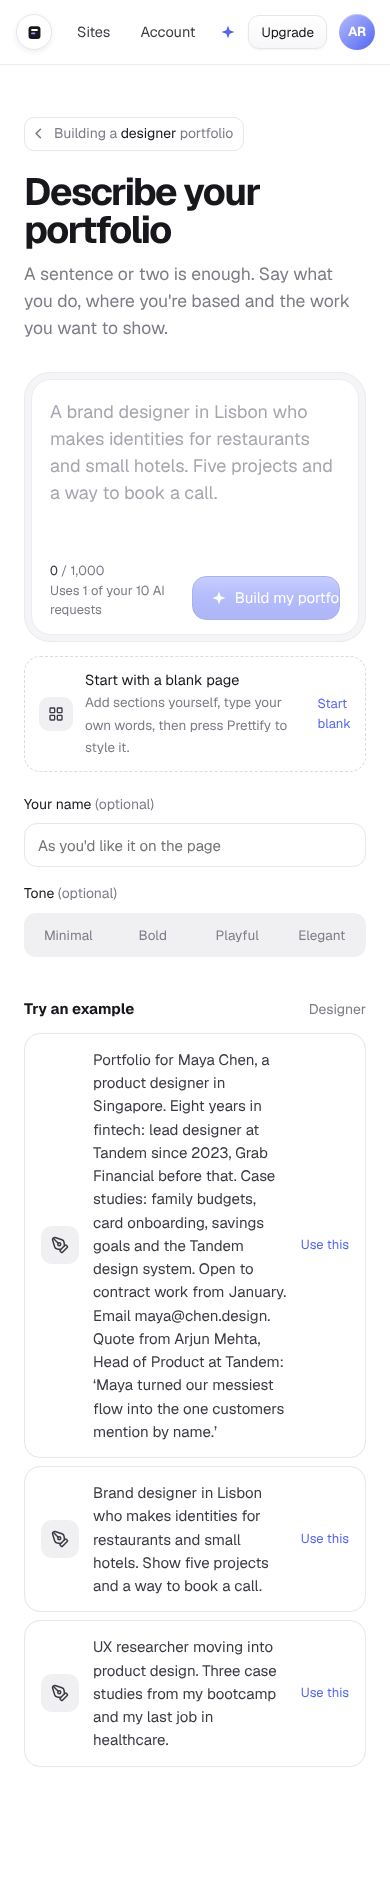 Sites
Account
Upgrade
AR
Building a designer portfolio
Describe your
portfolio
A sentence or two is enough. Say what
you do, where you're based and the work
you want to show.
A brand designer in Lisbon who
makes identities for restaurants
and small hotels. Five projects and
a way to book a call.
0 / 1,000
Uses 1 of your 10 AI
requests
Build my portfo
Start with a blank page
Add sections yourself, type your
own words, then press Prettify to
style it.
Start
blank
Your name (optional)
As you'd like it on the page
Tone (optional)
Minimal
Bold
Playful
Elegant
Try an example
Designer
Portfolio for Maya Chen, a
product designer in
Singapore. Eight years in
fintech: lead designer at
Tandem since 2023, Grab
Financial before that. Case
studies: family budgets,
card onboarding, savings
goals and the Tandem
design system. Open to
contract work from January.
Email maya@chen.design.
Quote from Arjun Mehta,
Head of Product at Tandem:
‘Maya turned our messiest
flow into the one customers
mention by name.’
Use this
Brand designer in Lisbon
who makes identities for
restaurants and small
hotels. Show five projects
and a way to book a call.
Use this
UX researcher moving into
product design. Three case
studies from my bootcamp
and my last job in
healthcare.
Use this